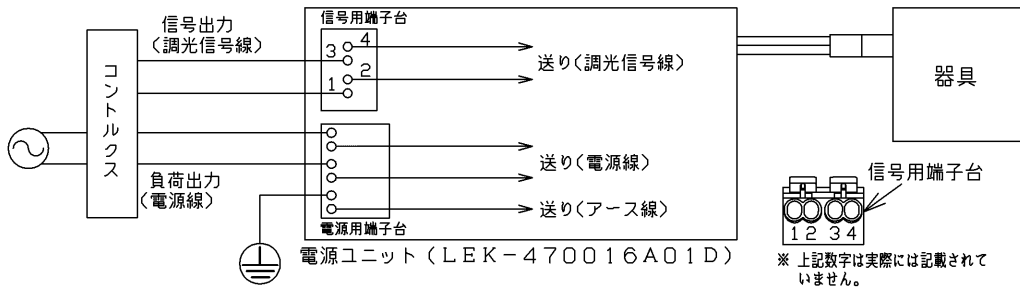 信号出力
(調光信号線)
コントルクス
負荷出力
(電源線)
信号用端子台
4
3
2
1
送り(調光信号線)
送り(電源線)
送り(アース線)
電源用端子台
電源ユニット(LEK-470016A01D)
器具
信号用端子台
1 2 3 4
※ 上記数字は実際には記載されて
いません。